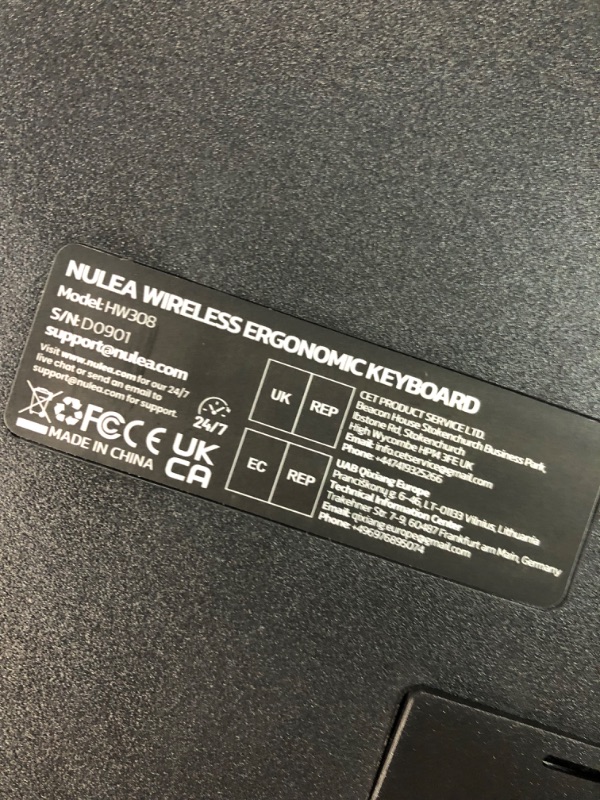 NULEA WIRELESS ERGONOMIC KEYBOARD
Model: HW308
S/N: D0901
support@nulea.com
Visit www.nulea.com for our 24/7
live chat or send an email to
support@nulea.com for support.
24/7
FC CE UK
CA
MADE IN CHINA
UK REP
CET PRODUCT SERVICE LTD.
Beacon House Stokenchurch Business Park,
Ibstone Rd, Stokenchurch
High Wycombe HP14 3FE UK
Email: info.cetservice@gmail.com
Phone: +447419325266
EC REP
UAB Qixiang Europe
Pranciškonų g. 6-46, LT-01133 Vilnius, Lithuania
Technical Information Center
Trakehner Str. 7-9, 60487 Frankfurt am Main, Germany
Email: qixiang.europe@gmail.com
Phone: +496976895074